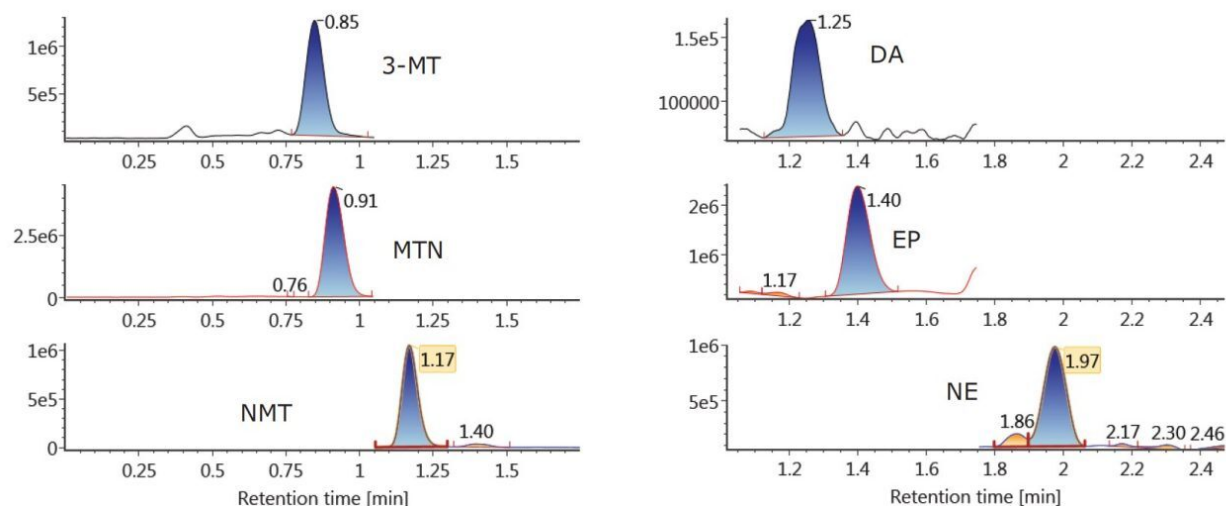 1e6
5e5
0.85
3-MT
0.25 0.5 0.75 1 1.25 1.5
2.5e6
0
0.76
0.91
MTN
0.25 0.5 0.75 1 1.25 1.5
1e6
5e5
0
NMT
1.17
1.40
0.25 0.5 0.75 1 1.25 1.5
Retention time [min]
1.5e5
100000
1.25
DA
1.2 1.4 1.6 1.8 2 2.2 2.4
2e6
1e6
1.17
1.40
EP
1.2 1.4 1.6 1.8 2 2.2 2.4
1e6
5e5
NE
1.86
1.97
2.17 2.30 2.46
1.2 1.4 1.6 1.8 2 2.2 2.4
Retention time [min]